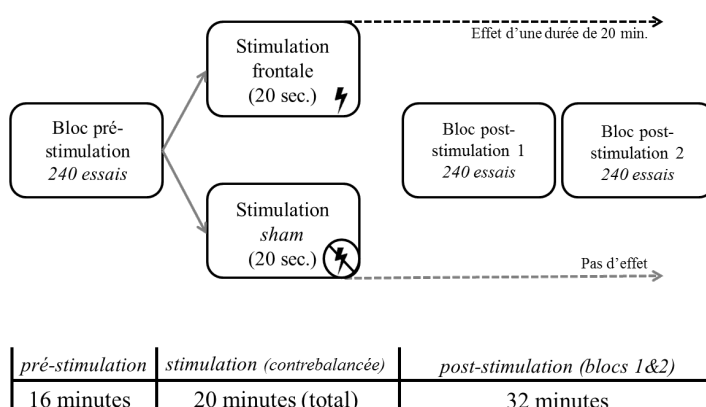 Effet d’une durée de 20 min.
Stimulation
frontale
(20 sec.)
Bloc pré-
stimulation
240 essais
Bloc post-
stimulation 1
240 essais
Bloc post-
stimulation 2
240 essais
Stimulation
sham
(20 sec.)
Pas d’effet
pré-stimulation
stimulation (contrebalancée)
post-stimulation (blocs 1&2)
16 minutes
20 minutes (total)
32 minutes